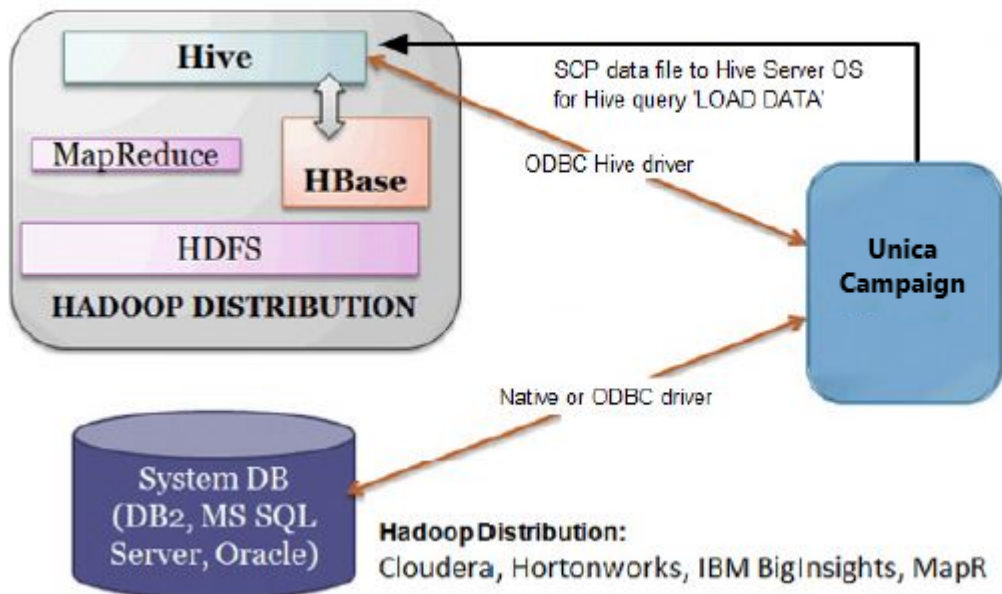 Hive
SCP data file to Hive Server OS
for Hive query 'LOAD DATA'
MapReduce
HBase
ODBC Hive driver
HDFS
HADOOP DISTRIBUTION
Unica
Campaign
Native or ODBC driver
System DB
(DB2, MS SQL
Server, Oracle)
Hadoop Distribution:
Cloudera, Hortonworks, IBM BigInsights, MapR